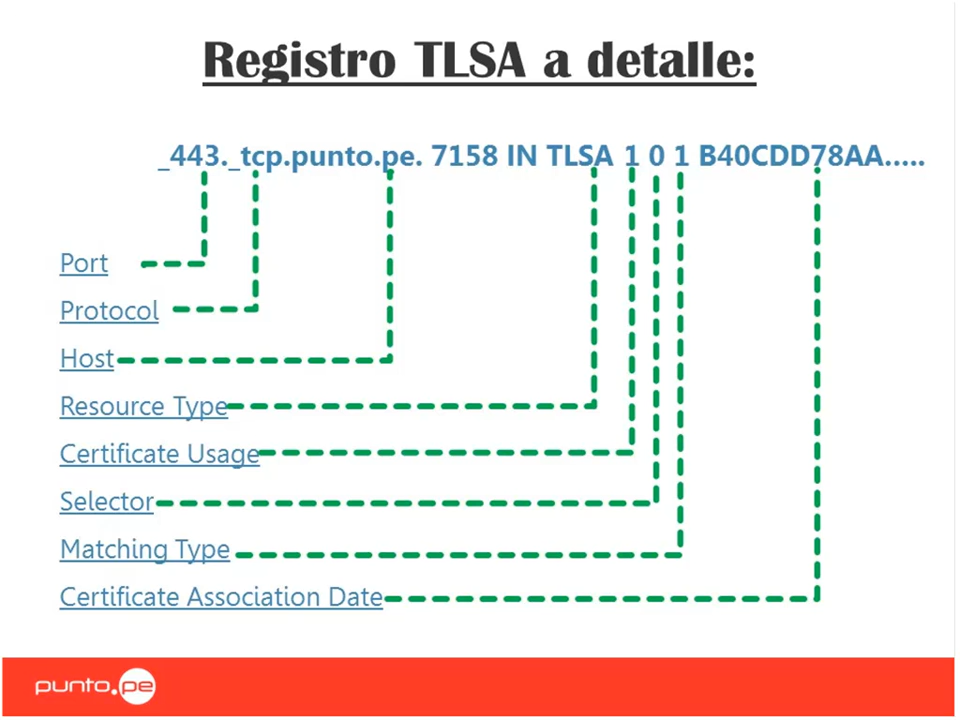 Registro TLSA a detalle:
_443._tcp.punto.pe. 7158 IN TLSA 1 0 1 B40CDD78AA.....
Port
Protocol
Host
Resource Type
Certificate Usage
Selector
Matching Type
Certificate Association Date
punto.pe